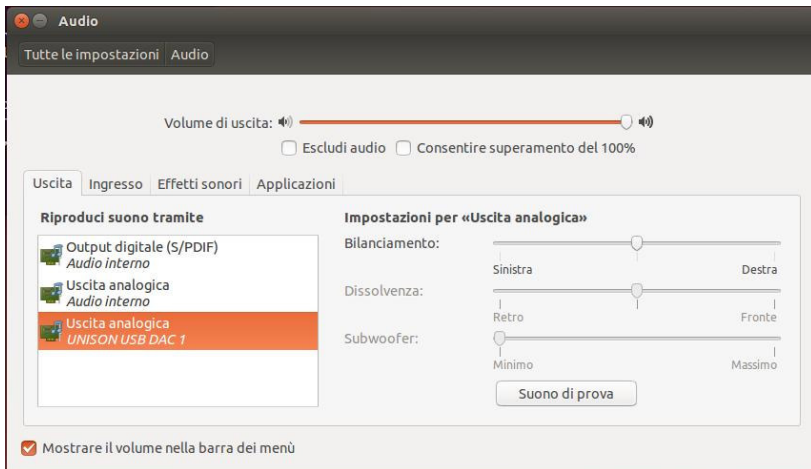 Audio
Tutte le impostazioni Audio
Volume di uscita:
Escludi audio Consentire superamento del 100%
Uscita Ingresso Effetti sonori Applicazioni
Riproduci suono tramite
Output digitale (S/PDIF)
Audio interno
Uscita analogica
Audio interno
Uscita analogica
UNISON USB DAC 1
Impostazioni per «Uscita analogica»
Bilanciamento:
Sinistra Destra
Dissolvenza:
Retro Fronte
Subwoofer:
Minimo Massimo
Suono di prova
Mostrare il volume nella barra dei menù